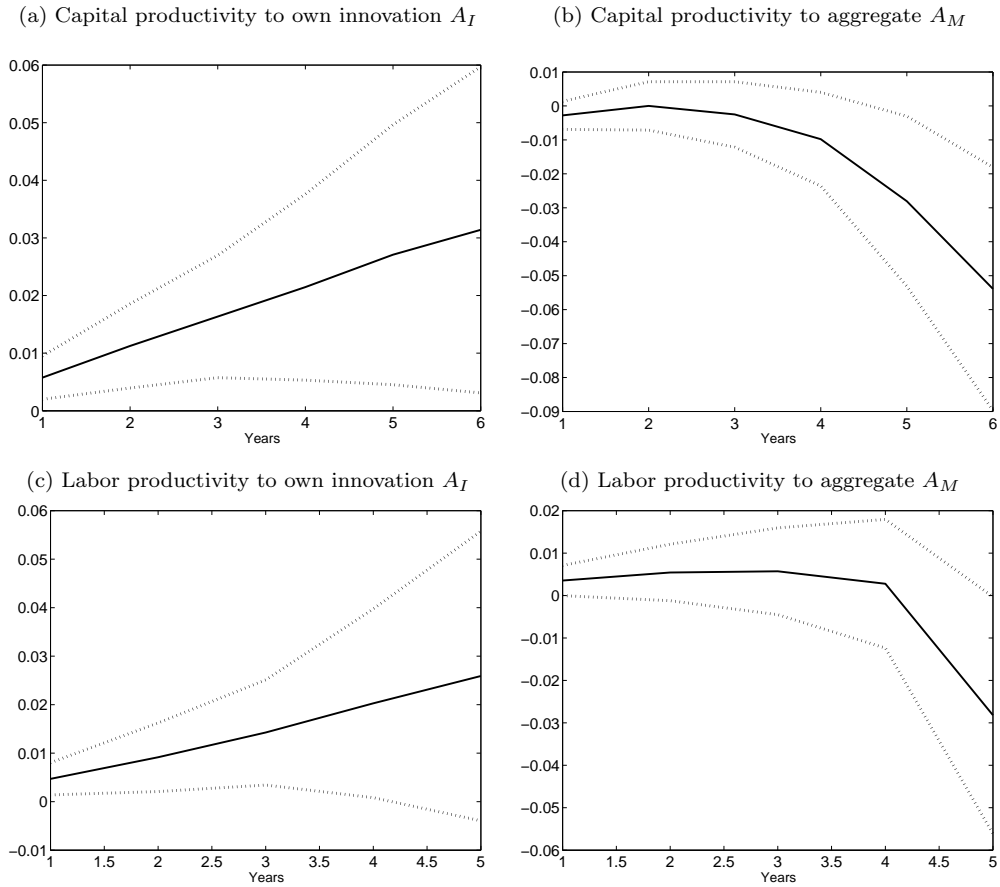 (a) Capital productivity to own innovation A_I
0.06
0.05
0.04
0.03
0.02
0.01
0
1 2 3 4 5 6
Years
(b) Capital productivity to aggregate A_M
0.01
0
−0.01
−0.02
−0.03
−0.04
−0.05
−0.06
−0.07
−0.08
−0.09
1 2 3 4 5 6
Years
(c) Labor productivity to own innovation A_I
0.06
0.05
0.04
0.03
0.02
0.01
0
−0.01
1 1.5 2 2.5 3 3.5 4 4.5 5
Years
(d) Labor productivity to aggregate A_M
0.02
0.01
0
−0.01
−0.02
−0.03
−0.04
−0.05
−0.06
1 1.5 2 2.5 3 3.5 4 4.5 5
Years